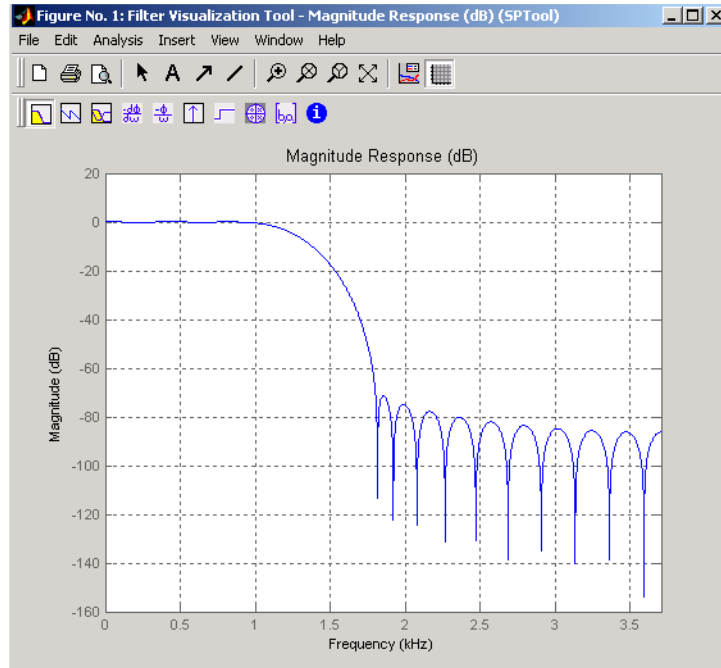 Figure No. 1: Filter Visualization Tool - Magnitude Response (dB) (SPTool)
File Edit Analysis Insert View Window Help
A
-dΦ
dω
-Φ
ω
[b,a]
i
Magnitude Response (dB)
20
0
-20
-40
-60
-80
-100
-120
-140
-160
Magnitude (dB)
0 0.5 1 1.5 2 2.5 3 3.5
Frequency (kHz)